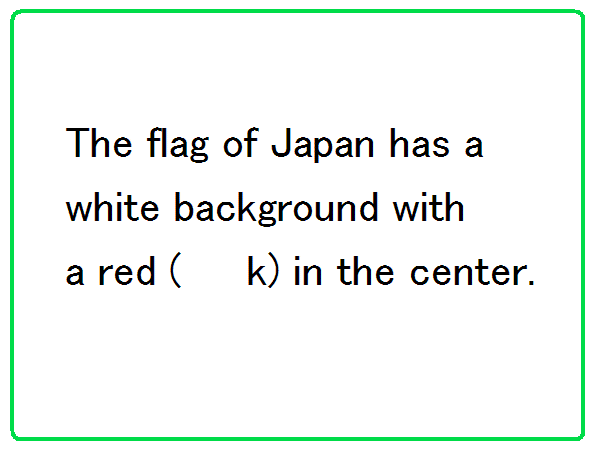 The flag of Japan has a
white background with
a red (     k) in the center.